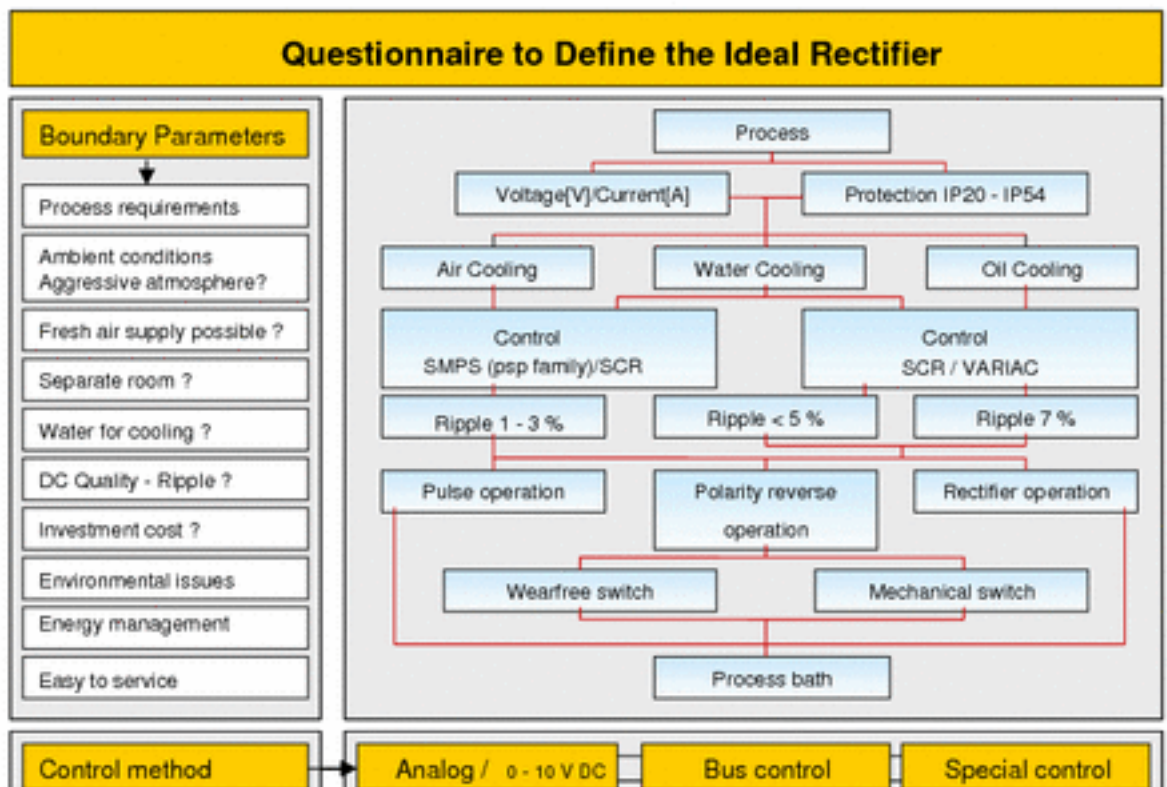 Questionnaire to Define the Ideal Rectifier
Boundary Parameters
Process requirements
Ambient conditions
Aggressive atmosphere?
Fresh air supply possible ?
Separate room ?
Water for cooling ?
DC Quality - Ripple ?
Investment cost ?
Environmental issues
Energy management
Easy to service
Process
Voltage[V]/Current[A]
Protection IP20 - IP54
Air Cooling
Water Cooling
Oil Cooling
Control
SMPS (psp family)/SCR
Control
SCR / VARIAC
Ripple 1 - 3 %
Ripple < 5 %
Ripple 7 %
Pulse operation
Polarity reverse
operation
Rectifier operation
Wearfree switch
Mechanical switch
Process bath
Control method
Analog / 0 - 10 V DC
Bus control
Special control